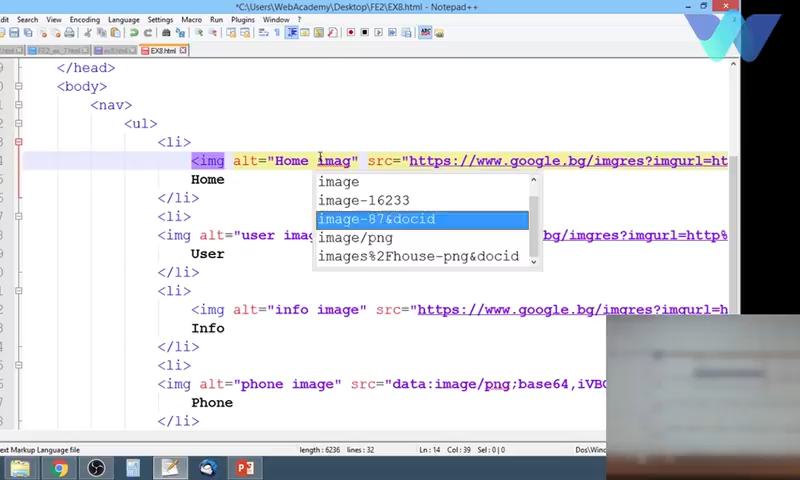 *C:\Users\WebAcademy\Desktop\FE2\EX8.html - Notepad++
Edit Search View Encoding Language Settings Macro Run Plugins Window ?
EX8.html
</head>
<body>
<nav>
<ul>
<li>
<img alt="Home imag" src="https://www.google.bg/imgres?imgurl=ht
Home
image
</li>
image-16233
<li>
image-87&docid
<img alt="user imag
bg/imgres?imgurl=http%
image/png
User
images%2Fhouse-png&docid
</li>
<li>
<img alt="info image" src="https://www.google.bg/imgres?imgurl=h
Info
</li>
<li>
<img alt="phone image" src="data:image/png;base64,iVBO
Phone
</li>
ext Markup Language file length : 6236 lines : 32 Ln : 14 Col : 39 Sel : 0 | 0 Dos\Windo